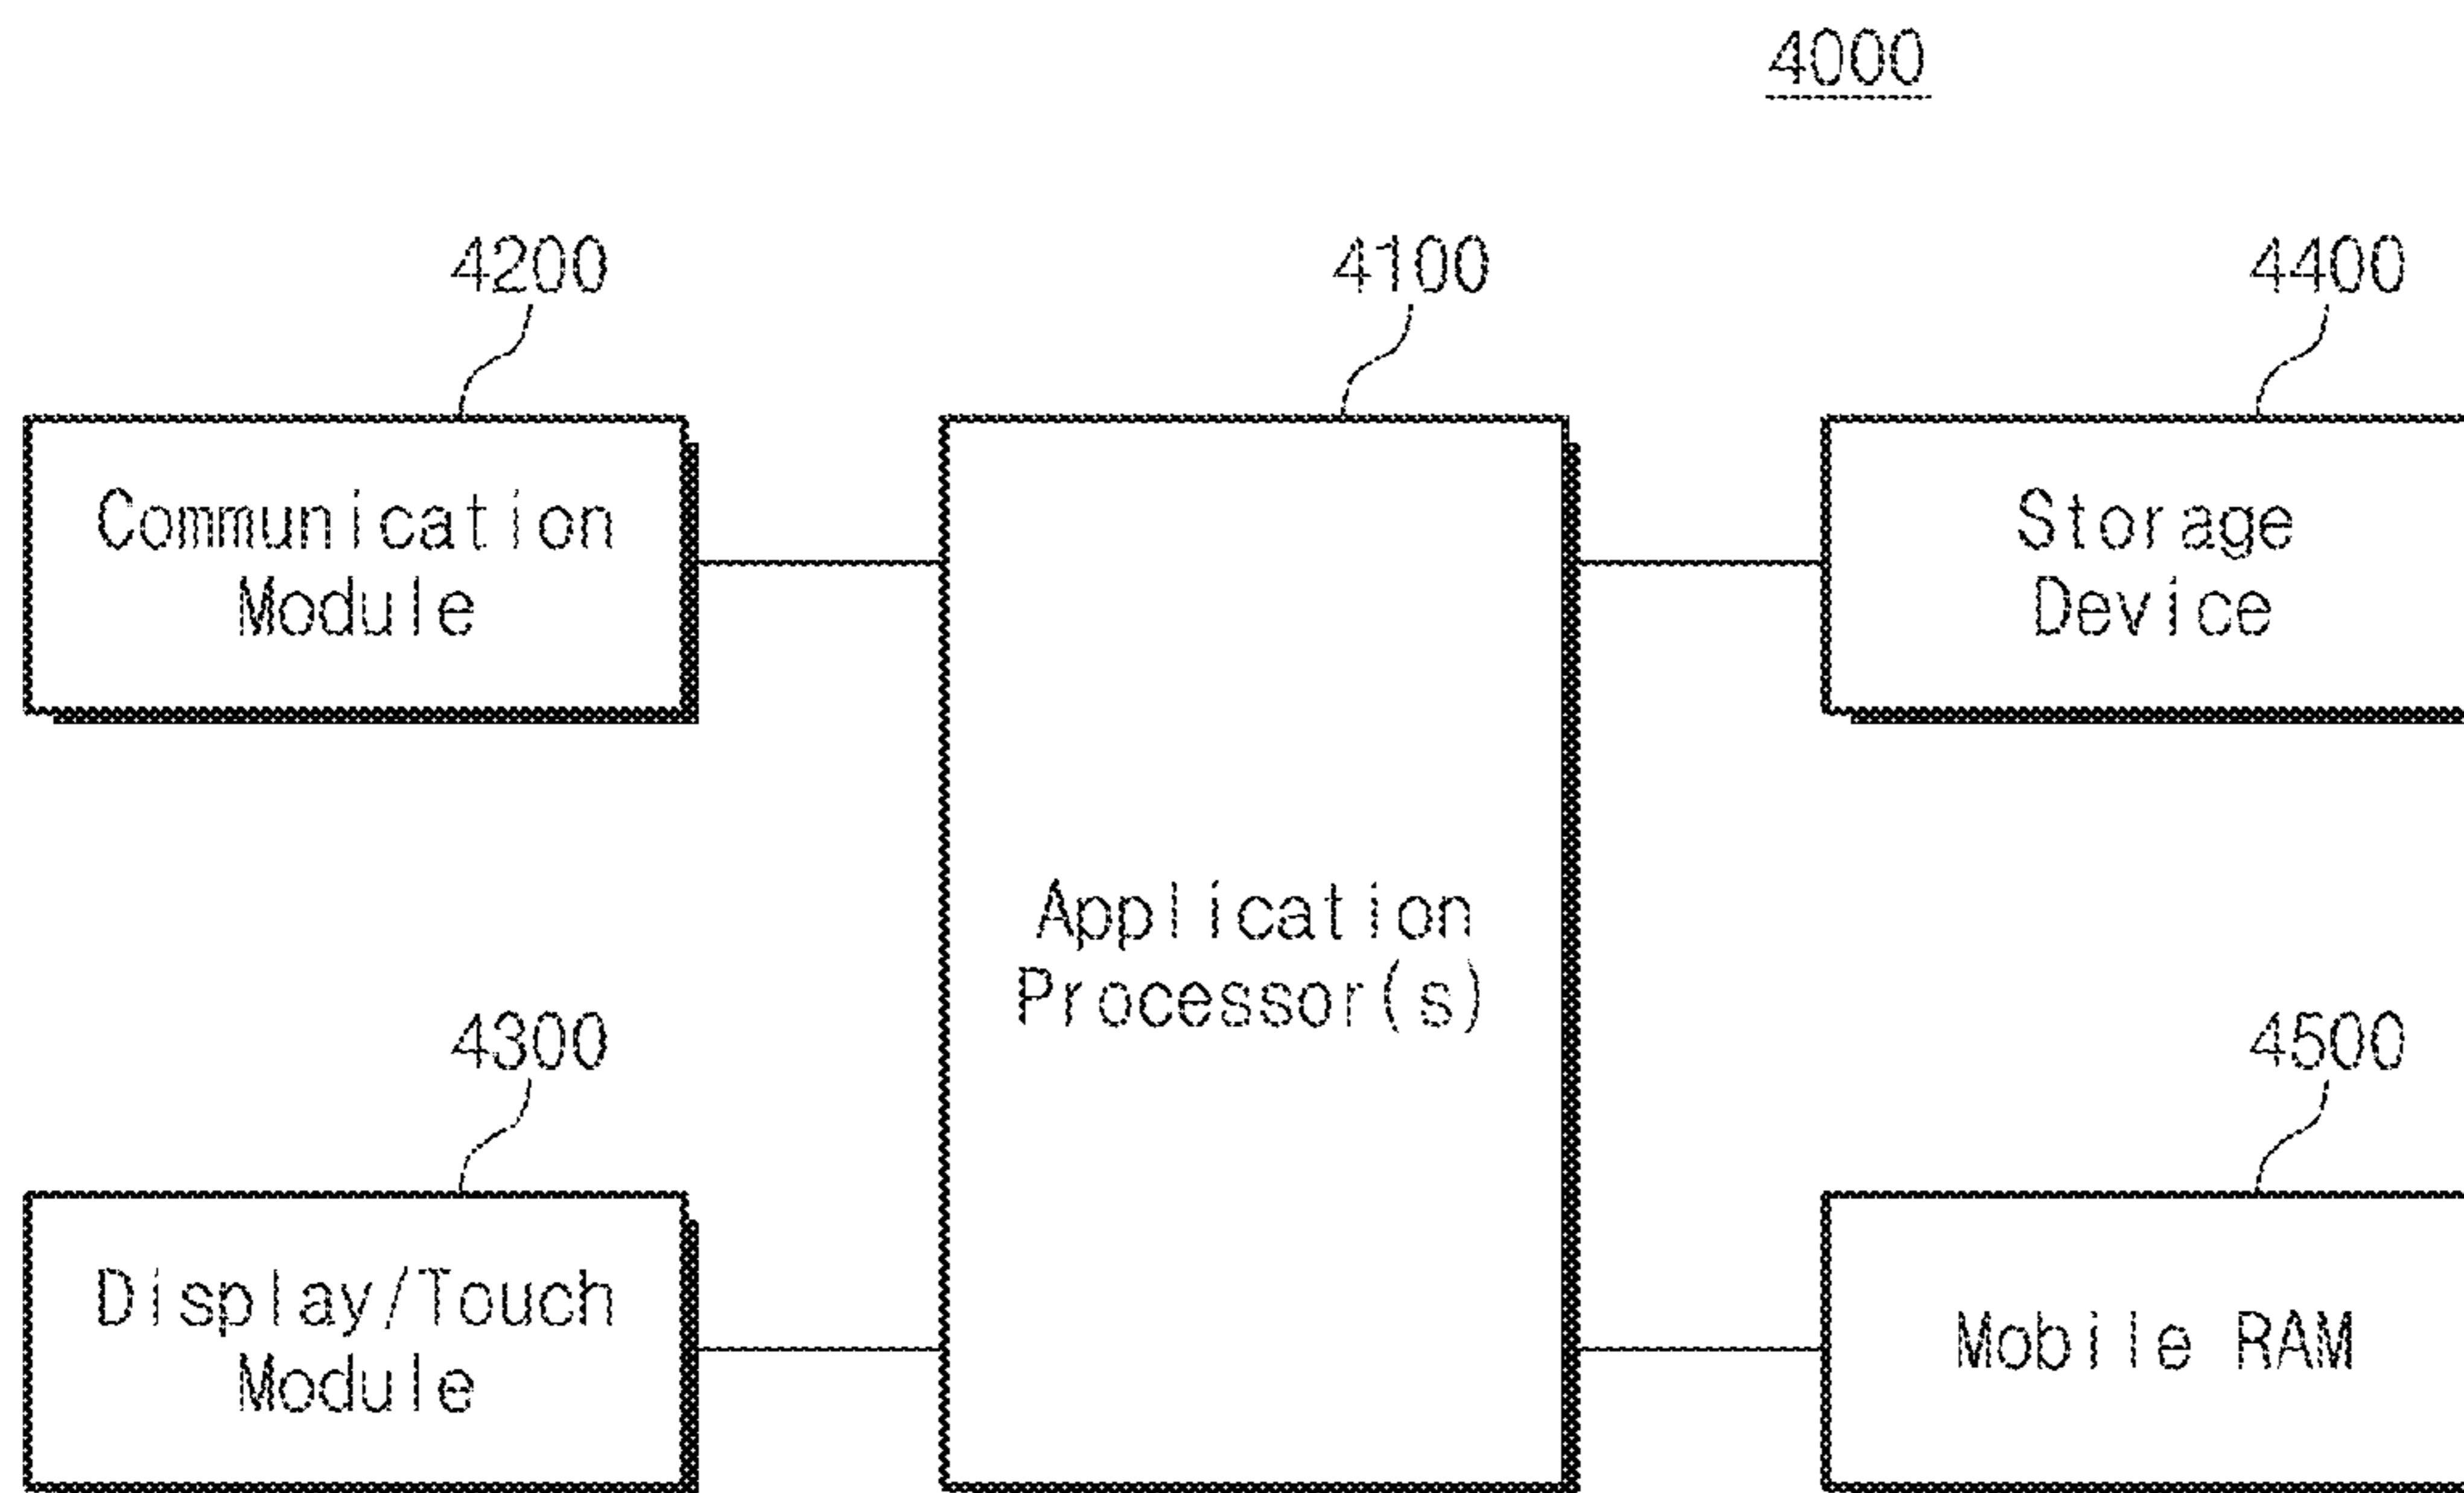 4000
4200
4100
4400
Communication
Module
Storage
Device
Application
Processor(s)
4300
4500
Display/Touch
Module
Mobile RAM